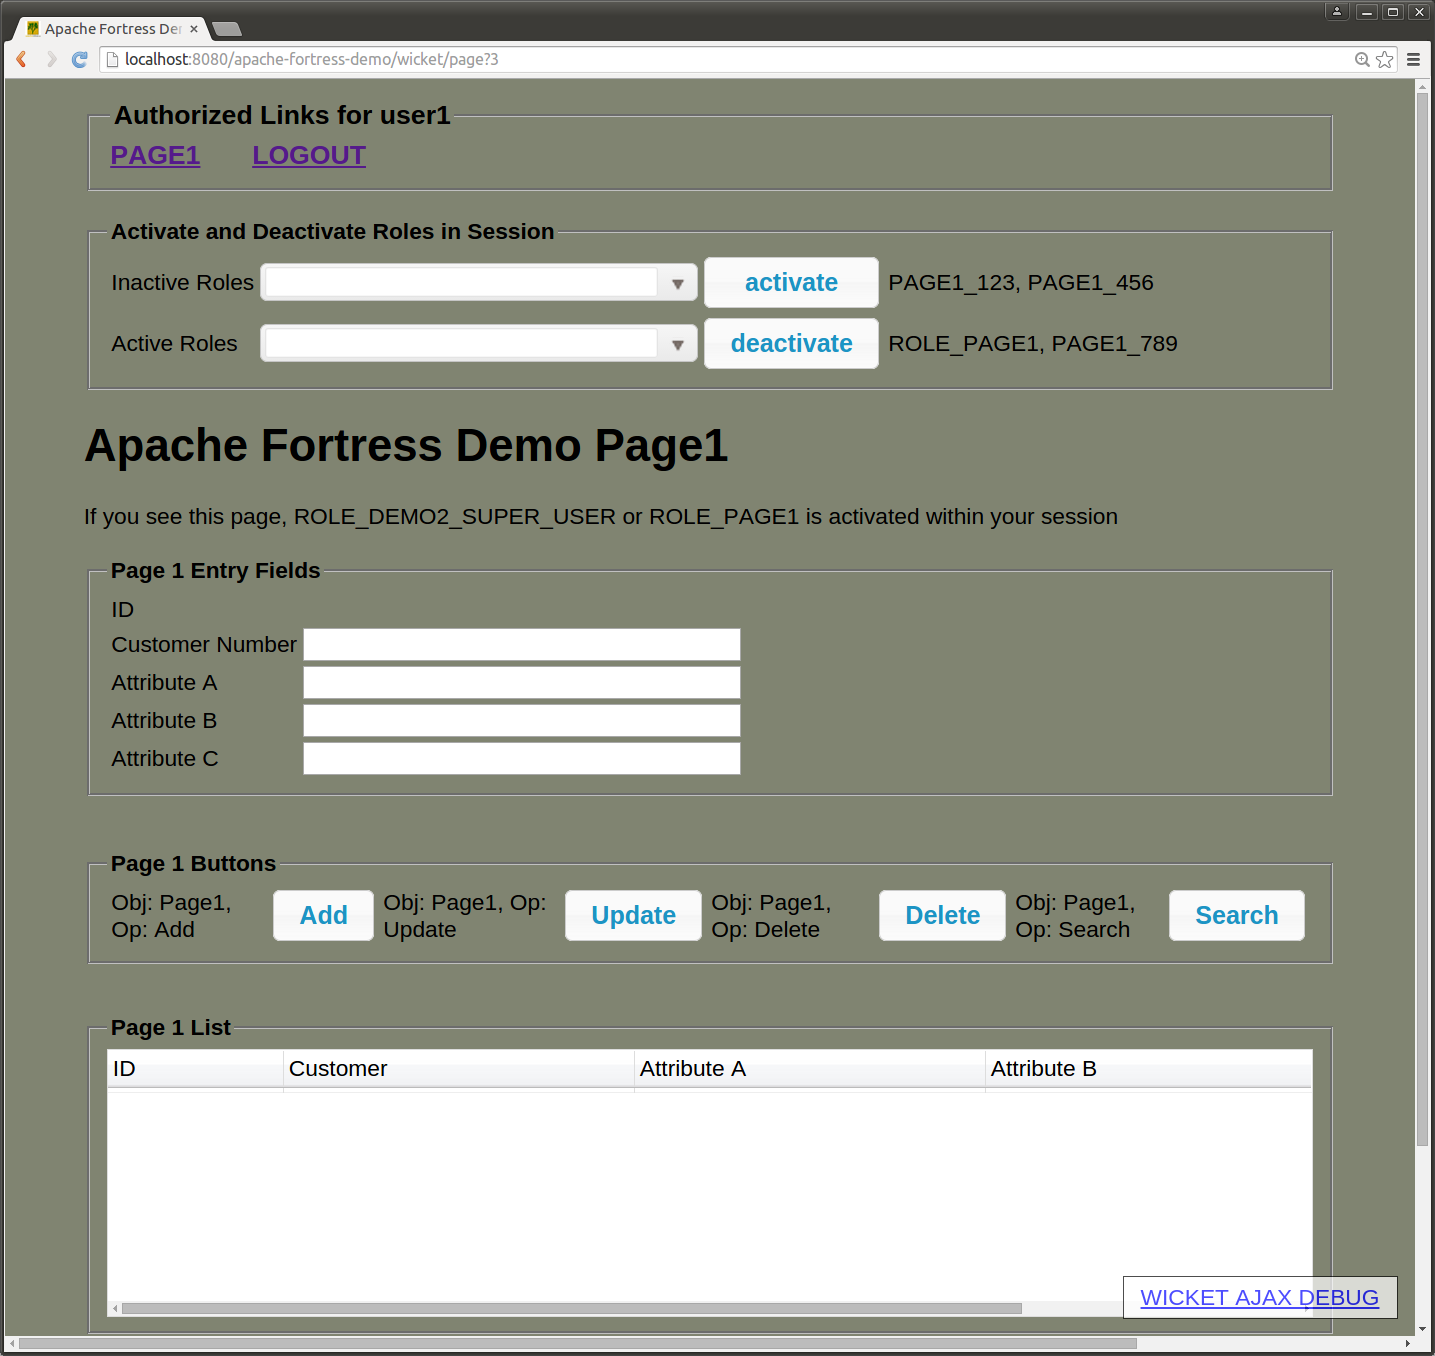 Apache Fortress De
localhost:8080/apache-fortress-demo/wicket/page?3
Authorized Links for user1
PAGE1 LOGOUT
Activate and Deactivate Roles in Session
Inactive Roles activate PAGE1_123, PAGE1_456
Active Roles deactivate ROLE_PAGE1, PAGE1_789
Apache Fortress Demo Page1
If you see this page, ROLE_DEMO2_SUPER_USER or ROLE_PAGE1 is activated within your session
Page 1 Entry Fields
ID
Customer Number
Attribute A
Attribute B
Attribute C
Page 1 Buttons
Obj: Page1, Op: Add
Add
Obj: Page1, Op: Update
Update
Obj: Page1, Op: Delete
Delete
Obj: Page1, Op: Search
Search
Page 1 List
ID Customer Attribute A Attribute B
WICKET AJAX DEBUG